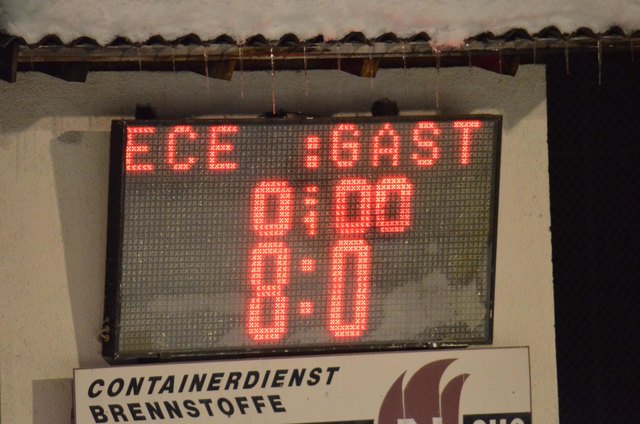 ECE :GAST
0:00
8:0
CONTAINERDIENST
BRENNSTOFFE